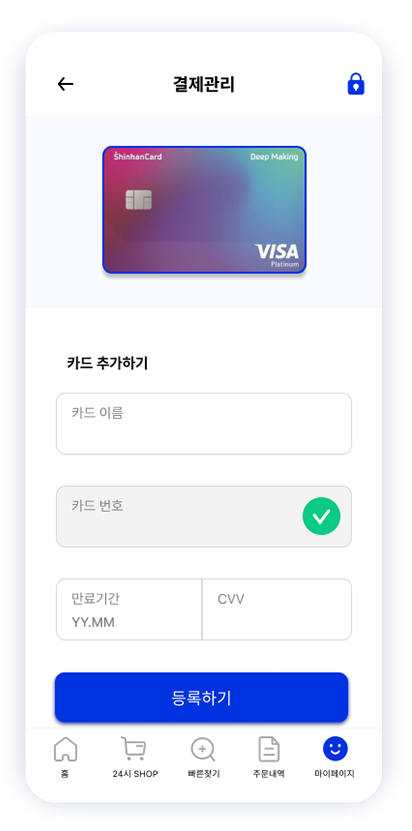 결제관리
ShinhanCard Deep Making
VISA
Platinum
카드 추가하기
카드 이름
카드 번호
만료기간 CVV
YY.MM
등록하기
홈 24시 SHOP 빠른찾기 주문내역 마이페이지